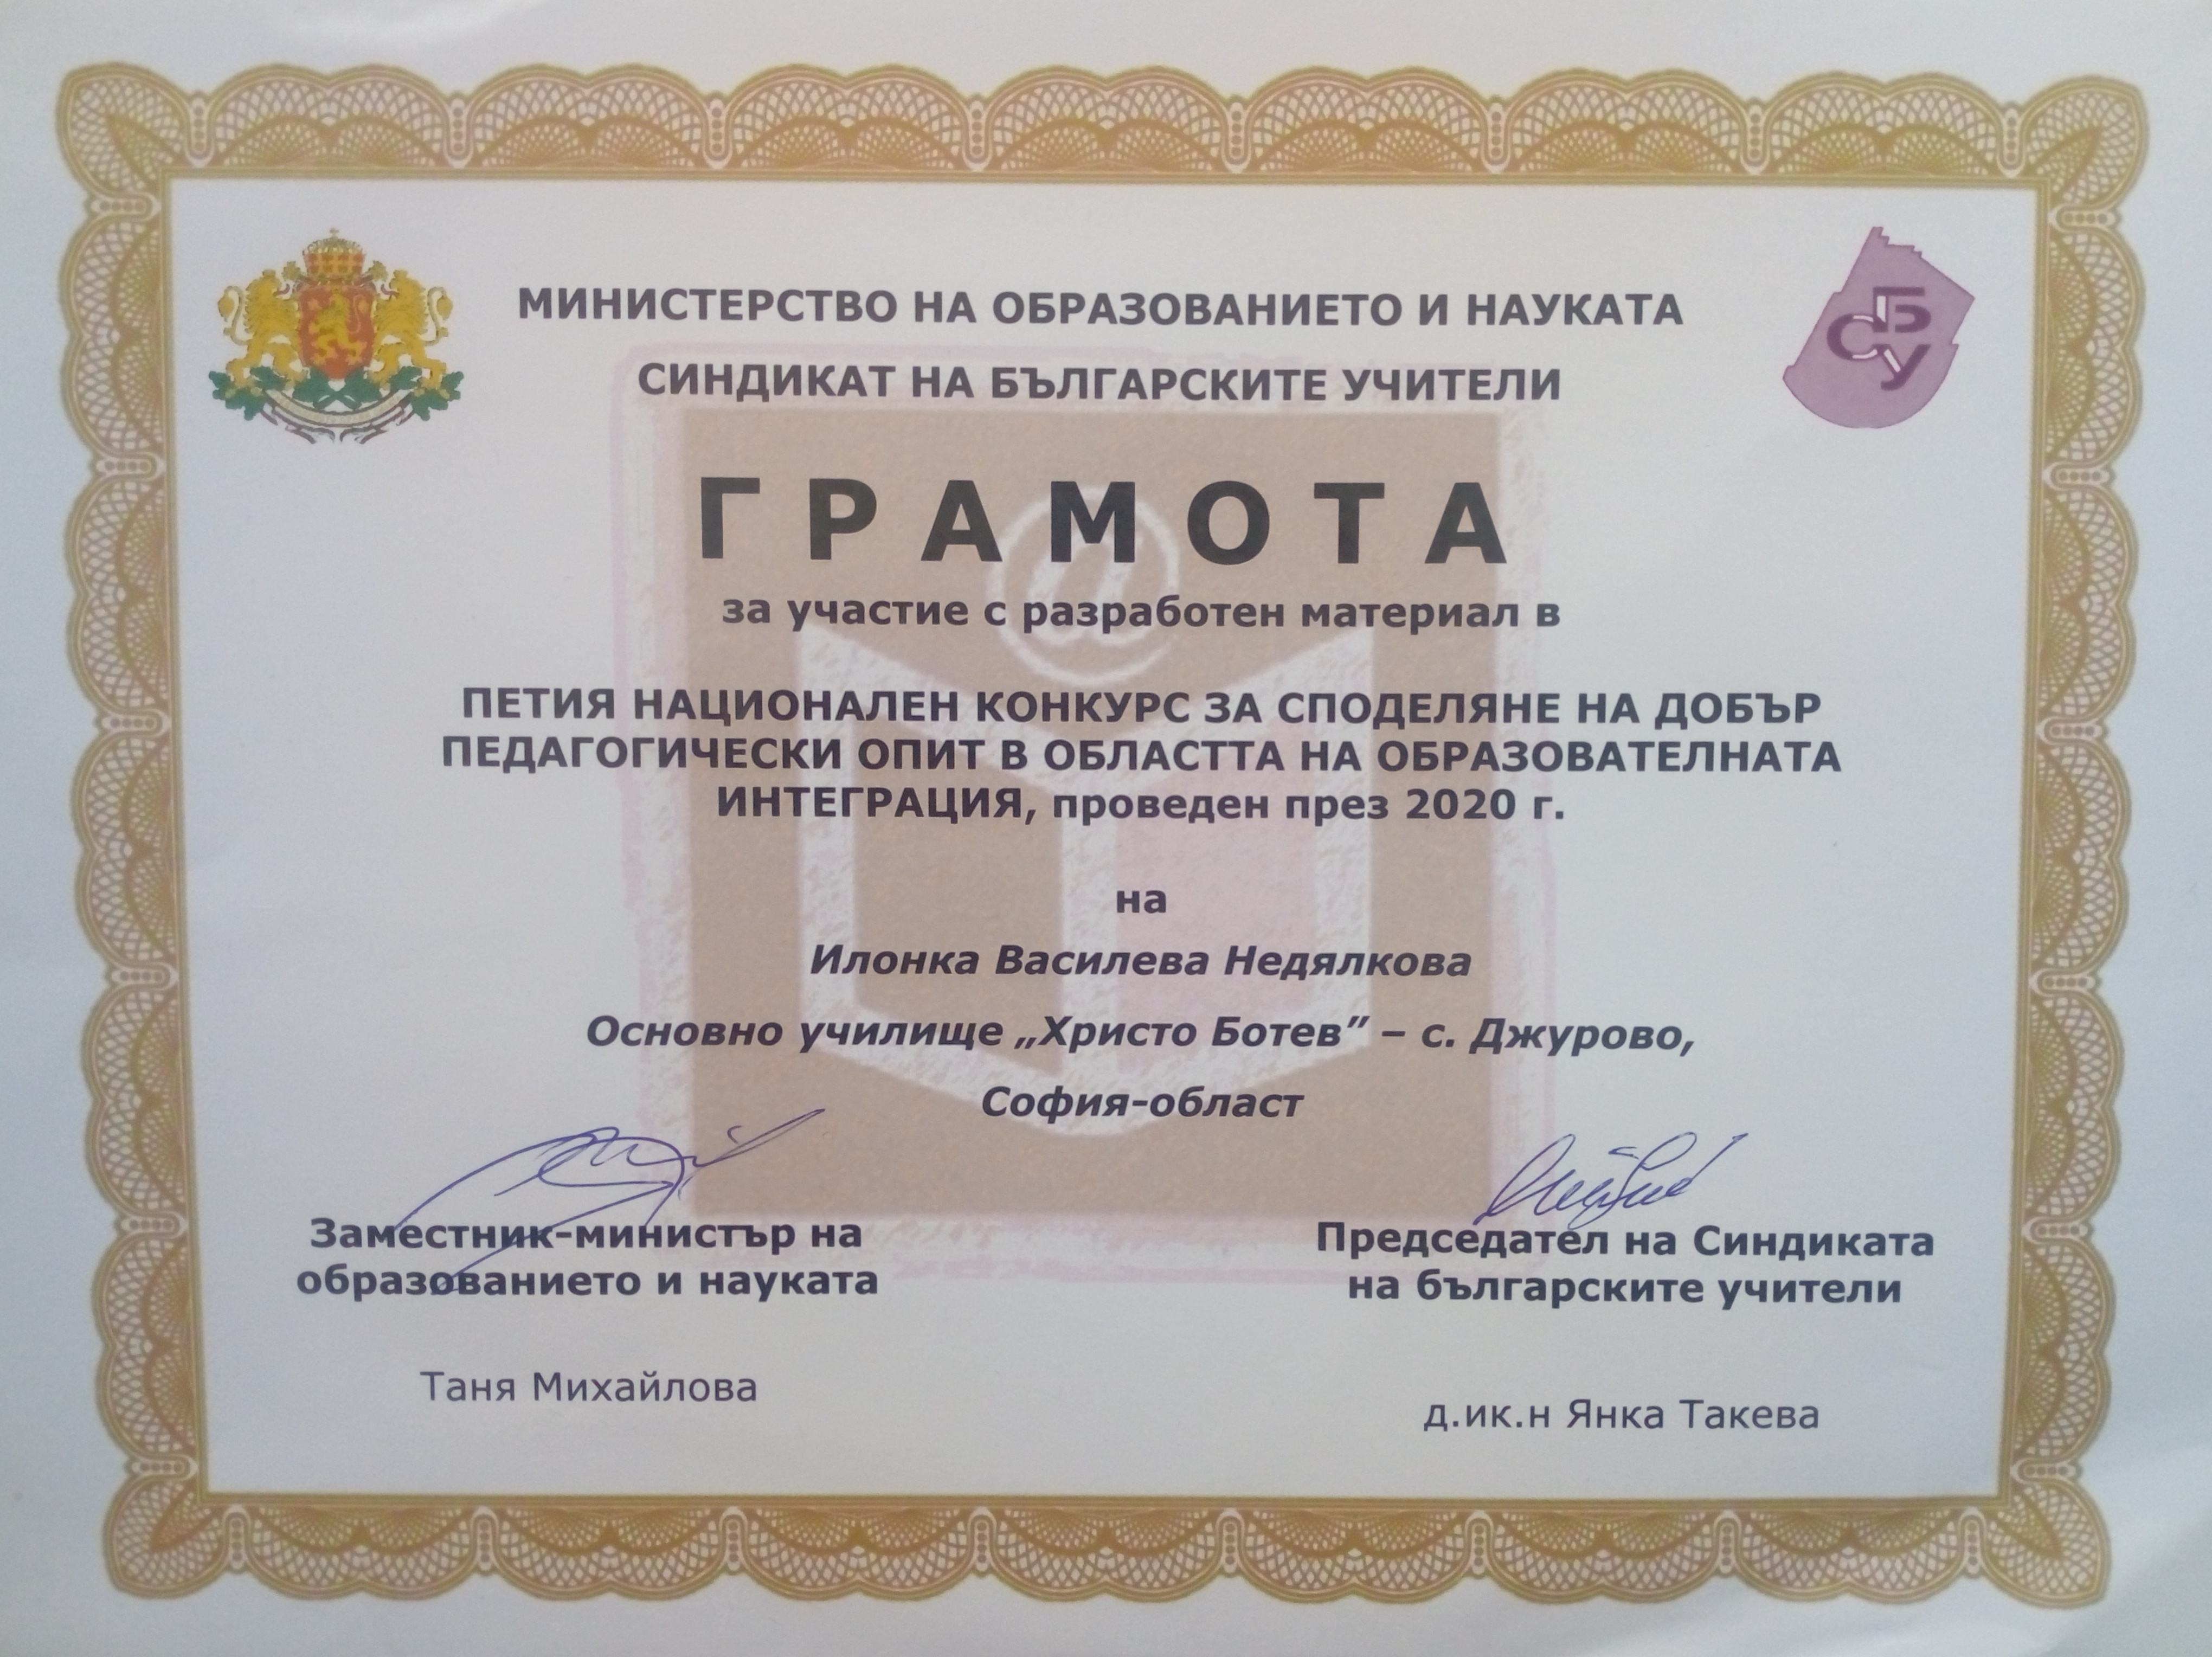 МИНИСТЕРСТВО НА ОБРАЗОВАНИЕТО И НАУКАТА
СИНДИКАТ НА БЪЛГАРСКИТЕ УЧИТЕЛИ
СБУ
ГРАМОТА
за участие с разработен материал в
ПЕТИЯ НАЦИОНАЛЕН КОНКУРС ЗА СПОДЕЛЯНЕ НА ДОБЪР
ПЕДАГОГИЧЕСКИ ОПИТ В ОБЛАСТТА НА ОБРАЗОВАТЕЛНАТА
ИНТЕГРАЦИЯ, проведен през 2020 г.
на
Илонка Василева Недялкова
Основно училище „Христо Ботев” – с. Джурово,
София-област
Заместник-министър на
образованието и науката
Таня Михайлова
Председател на Синдиката
на българските учители
д.ик.н Янка Такева